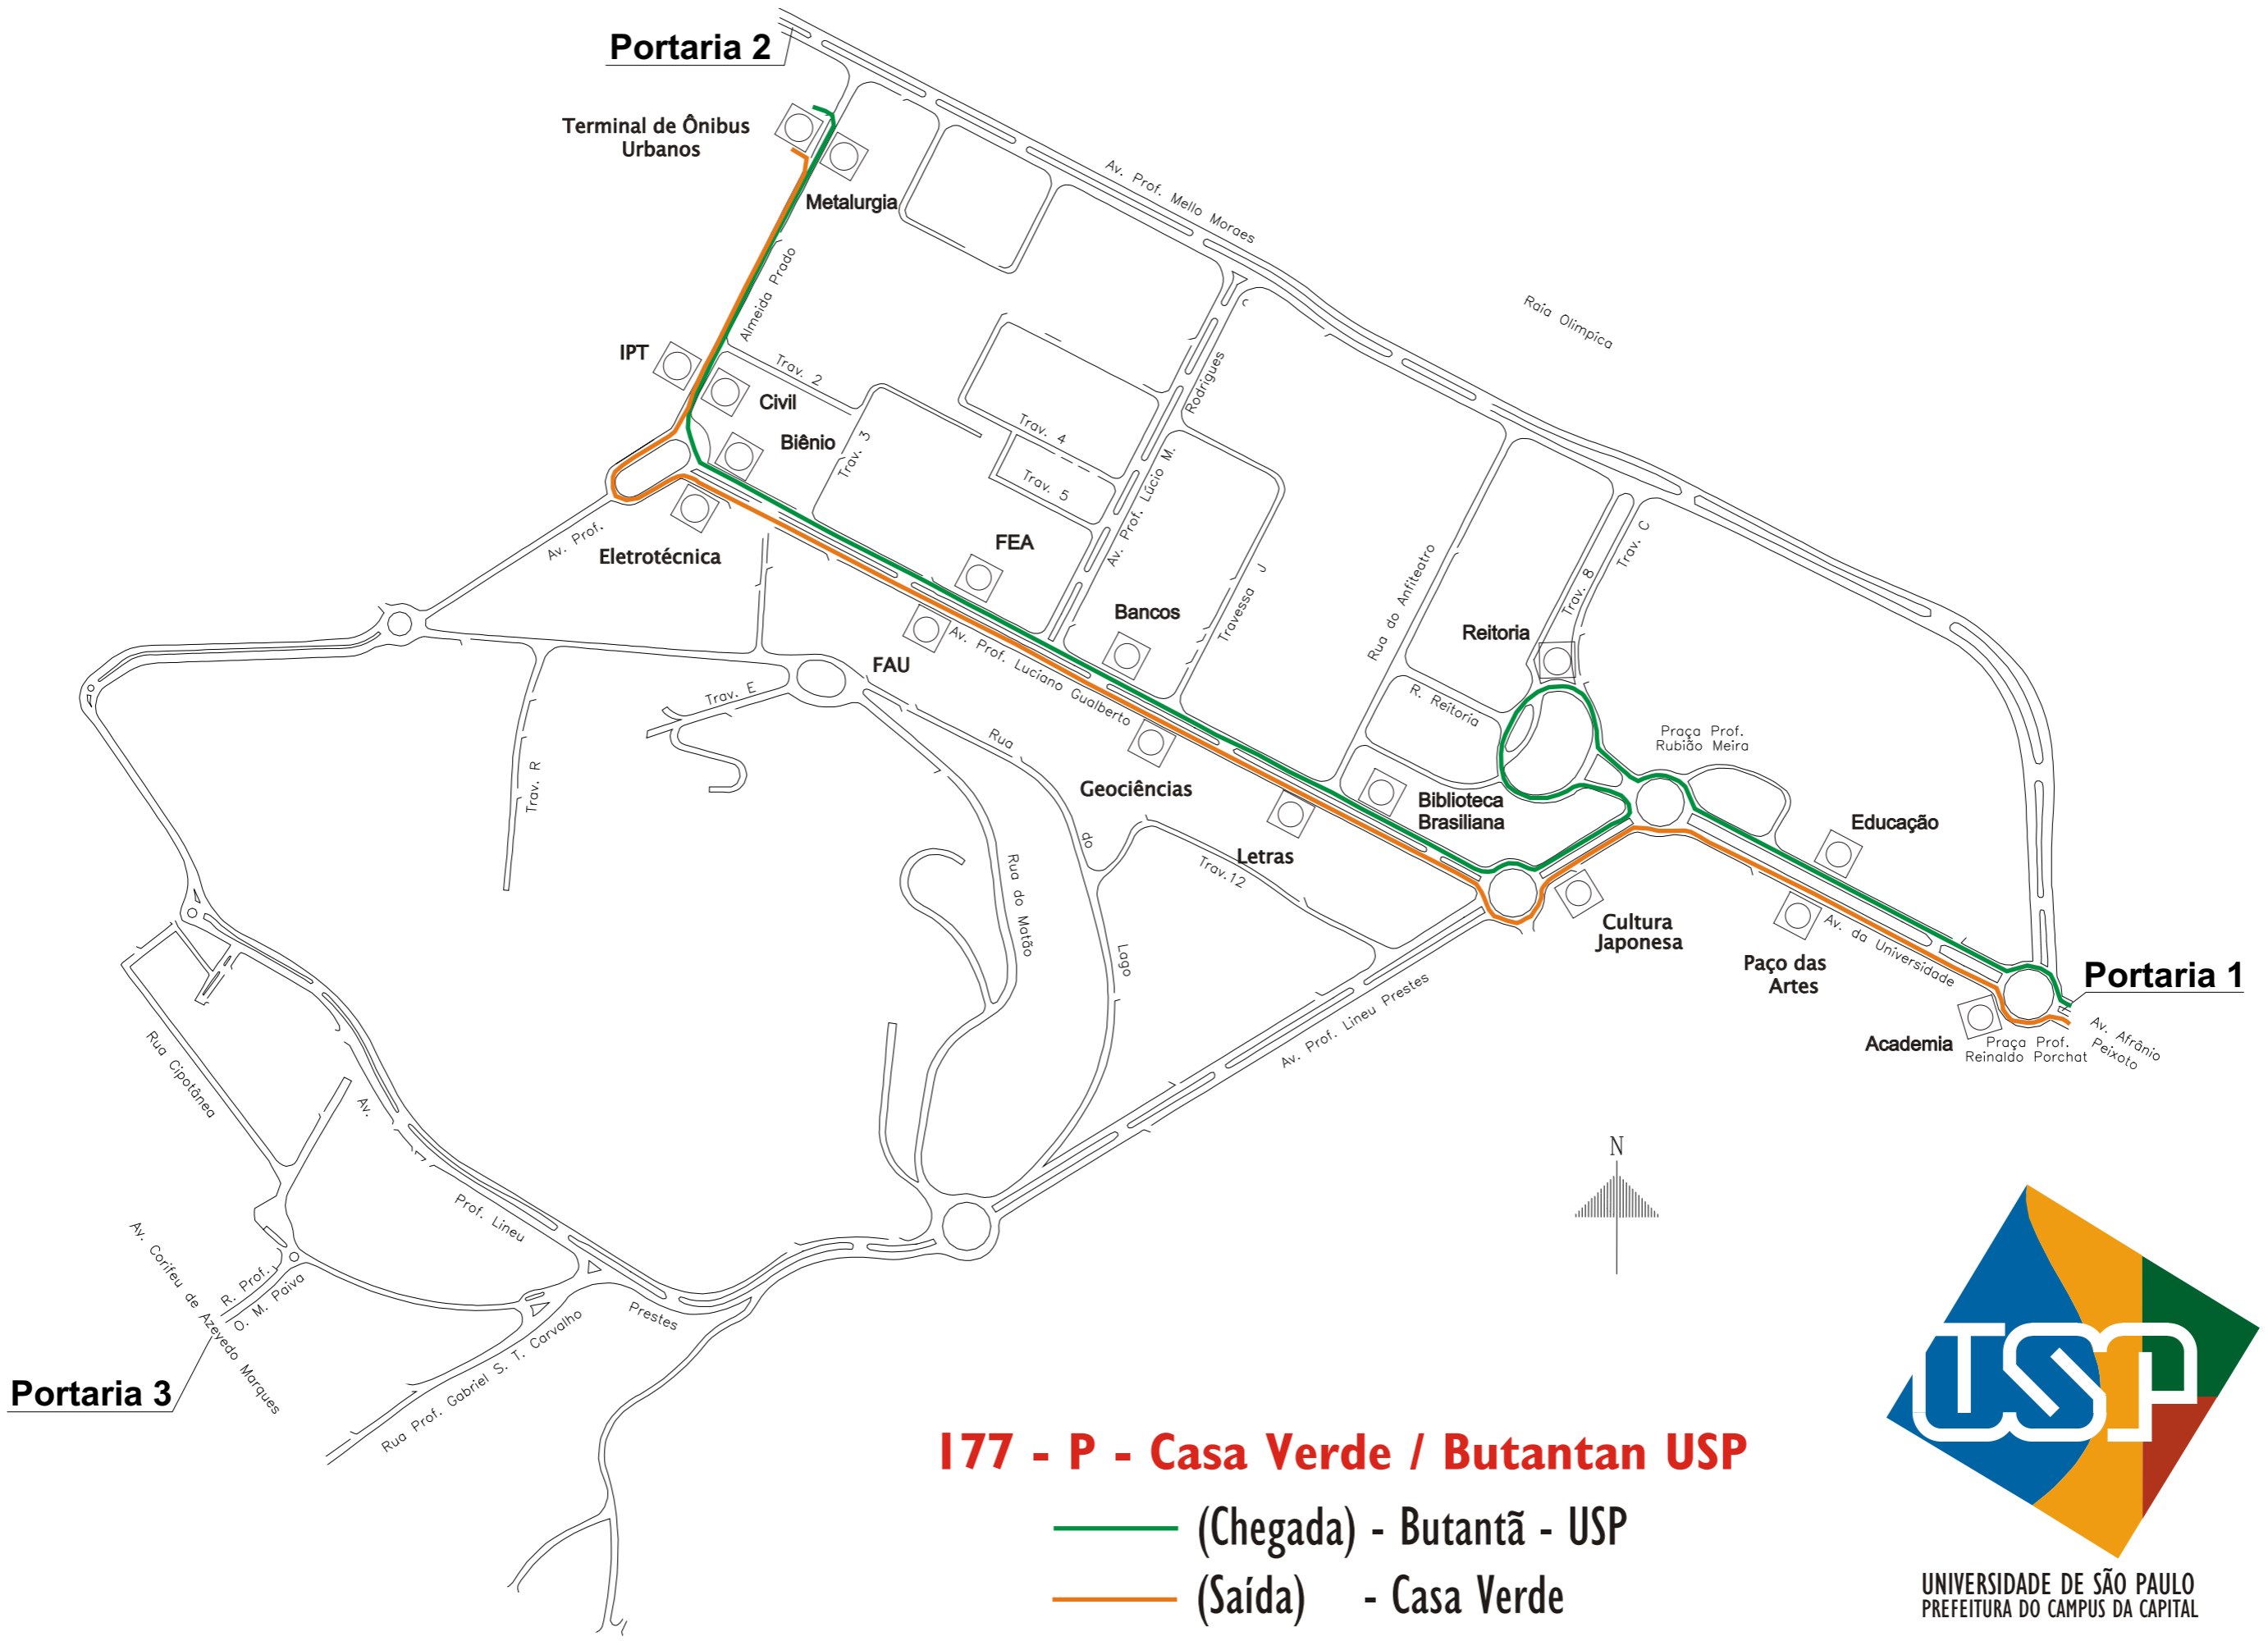 Portaria 2
Terminal de Ônibus
Urbanos
Metalurgia
Av. Prof. Mello Moraes
Raia Olimpica
Almeida Prado
IPT
Trav. 2
Civil
Biênio
Trav. 3
Trav. 4
Trav. 5
Rodrigues
Av. Prof. Lúcio M.
Av. Prof.
Eletrotécnica
FEA
Bancos
Travessa J
Rua do Anfiteatro
Trav. C
Trav. 8
Reitoria
R. Reitoria
FAU
Av. Prof. Luciano Gualberto
Trav. E
Trav. R
Rua
do
Lago
Geociências
Praça Prof.
Rubião Meira
Biblioteca
Brasiliana
Educação
Letras
Trav.12
Rua do Matão
Cultura
Japonesa
Paço das
Artes
Av. da Universidade
Portaria 1
Academia
Praça Prof.
Reinaldo Porchat
Av. Afrânio
Peixoto
Av. Prof. Lineu Prestes
Rua Cipotânea
Av.
Prof. Lineu
Prestes
N
Av. Corifeu de Azevedo Marques
R. Prof.
O. M. Paiva
Rua Prof. Gabriel S. T. Carvalho
Portaria 3
177 - P - Casa Verde / Butantan USP
(Chegada) - Butantã - USP
(Saída) - Casa Verde
USP
UNIVERSIDADE DE SÃO PAULO
PREFEITURA DO CAMPUS DA CAPITAL